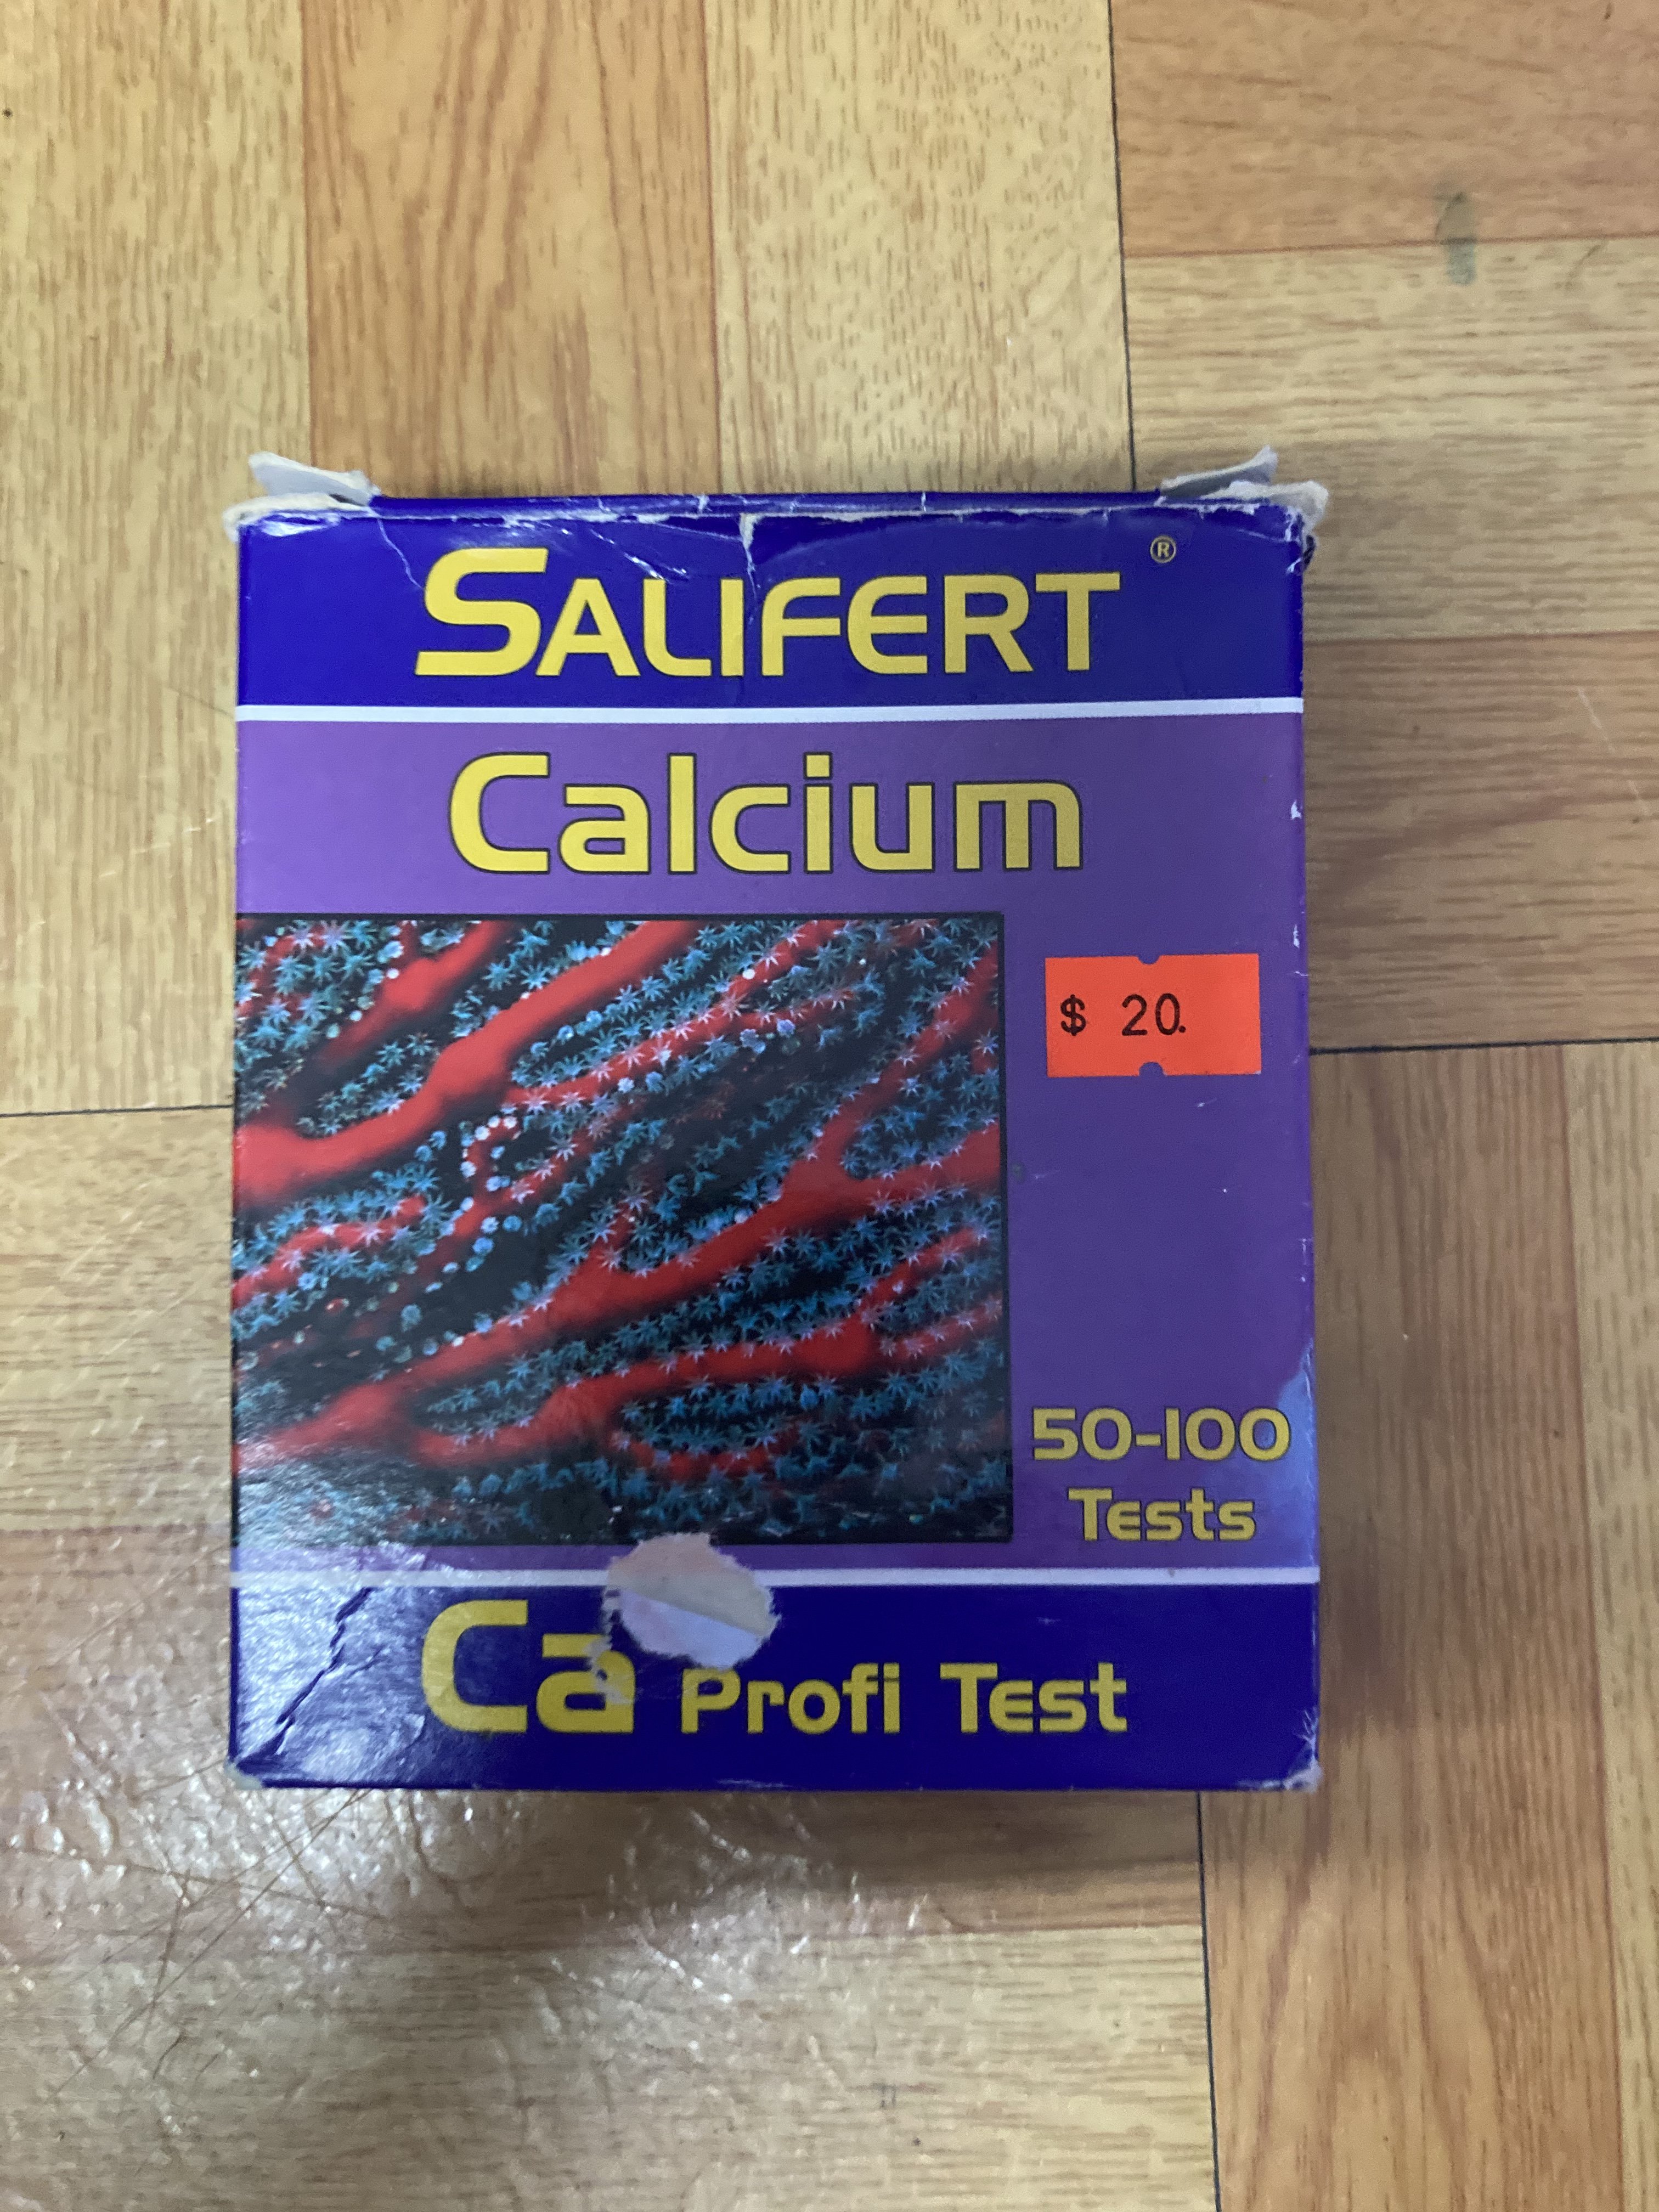 SALIFERT ®
Calcium
$ 20.
50-100
Tests
Ca Profi Test